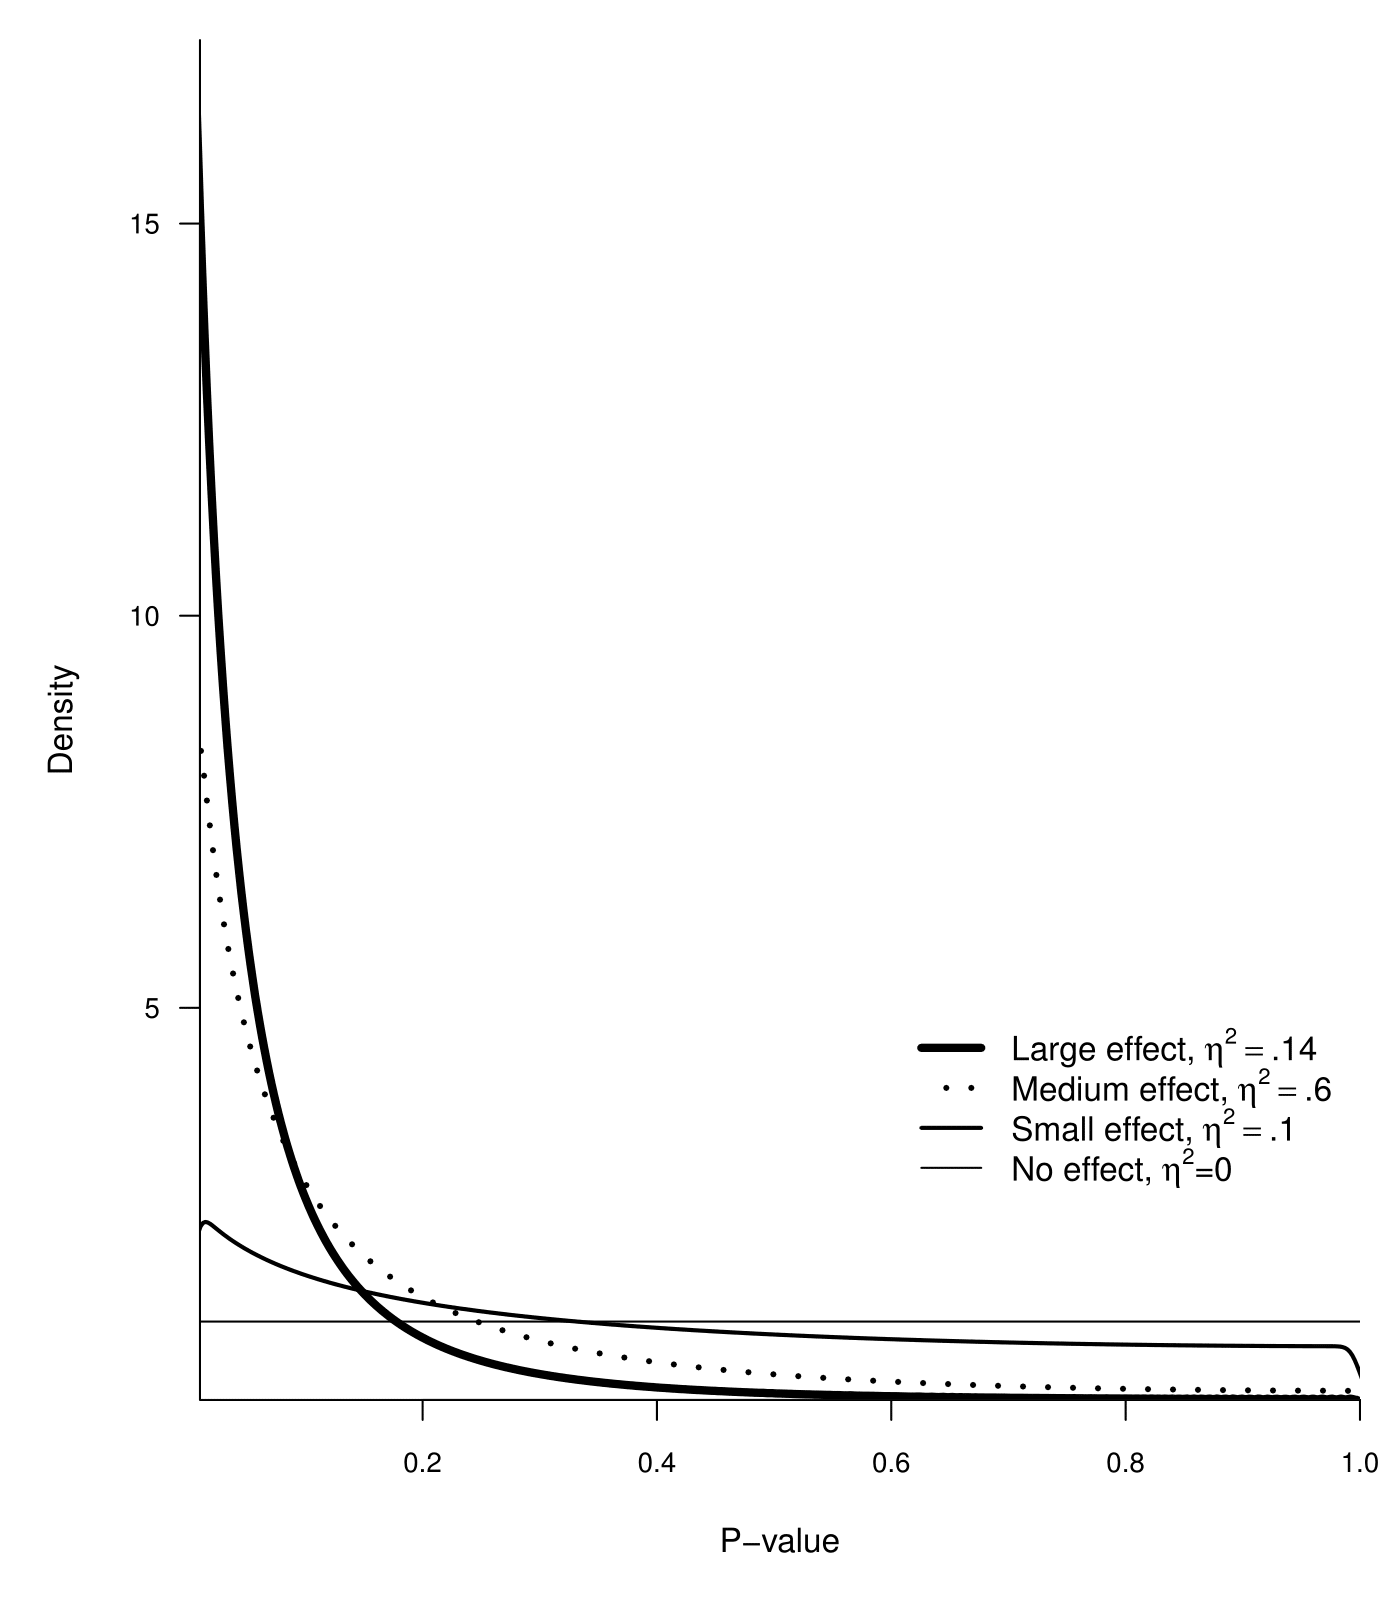 15
10
5
Density
Large effect, η² = .14
Medium effect, η² = .6
Small effect, η² = .1
No effect, η²=0
0.2 0.4 0.6 0.8 1.0
P−value